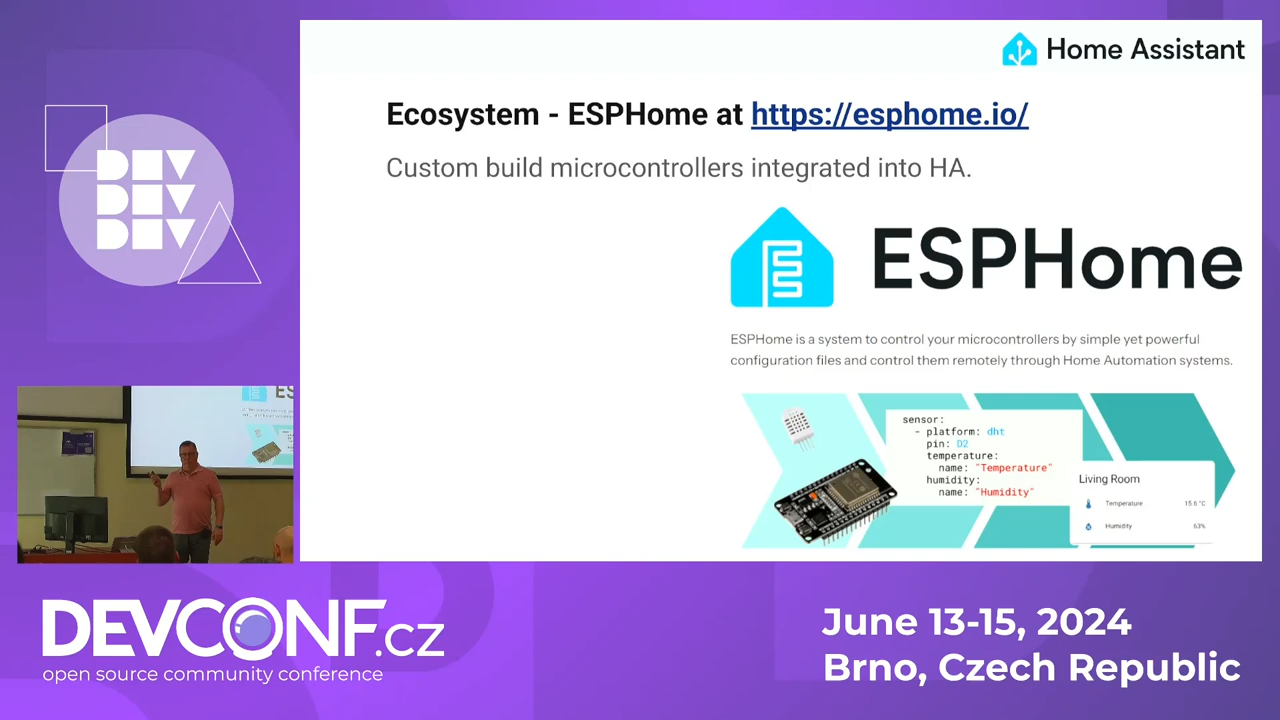 Home Assistant
Ecosystem - ESPHome at https://esphome.io/
Custom build microcontrollers integrated into HA.
ESPHome
ESPHome is a system to control your microcontrollers by simple yet powerful
configuration files and control them remotely through Home Automation systems.
sensor:
- platform: dht
pin: D2
temperature:
name: "Temperature"
humidity:
name: "Humidity"
Living Room
Temperature 15.6 °C
Humidity 63%
DEV
DEV
DEV
DEVCONF.cz
open source community conference
June 13-15, 2024
Brno, Czech Republic